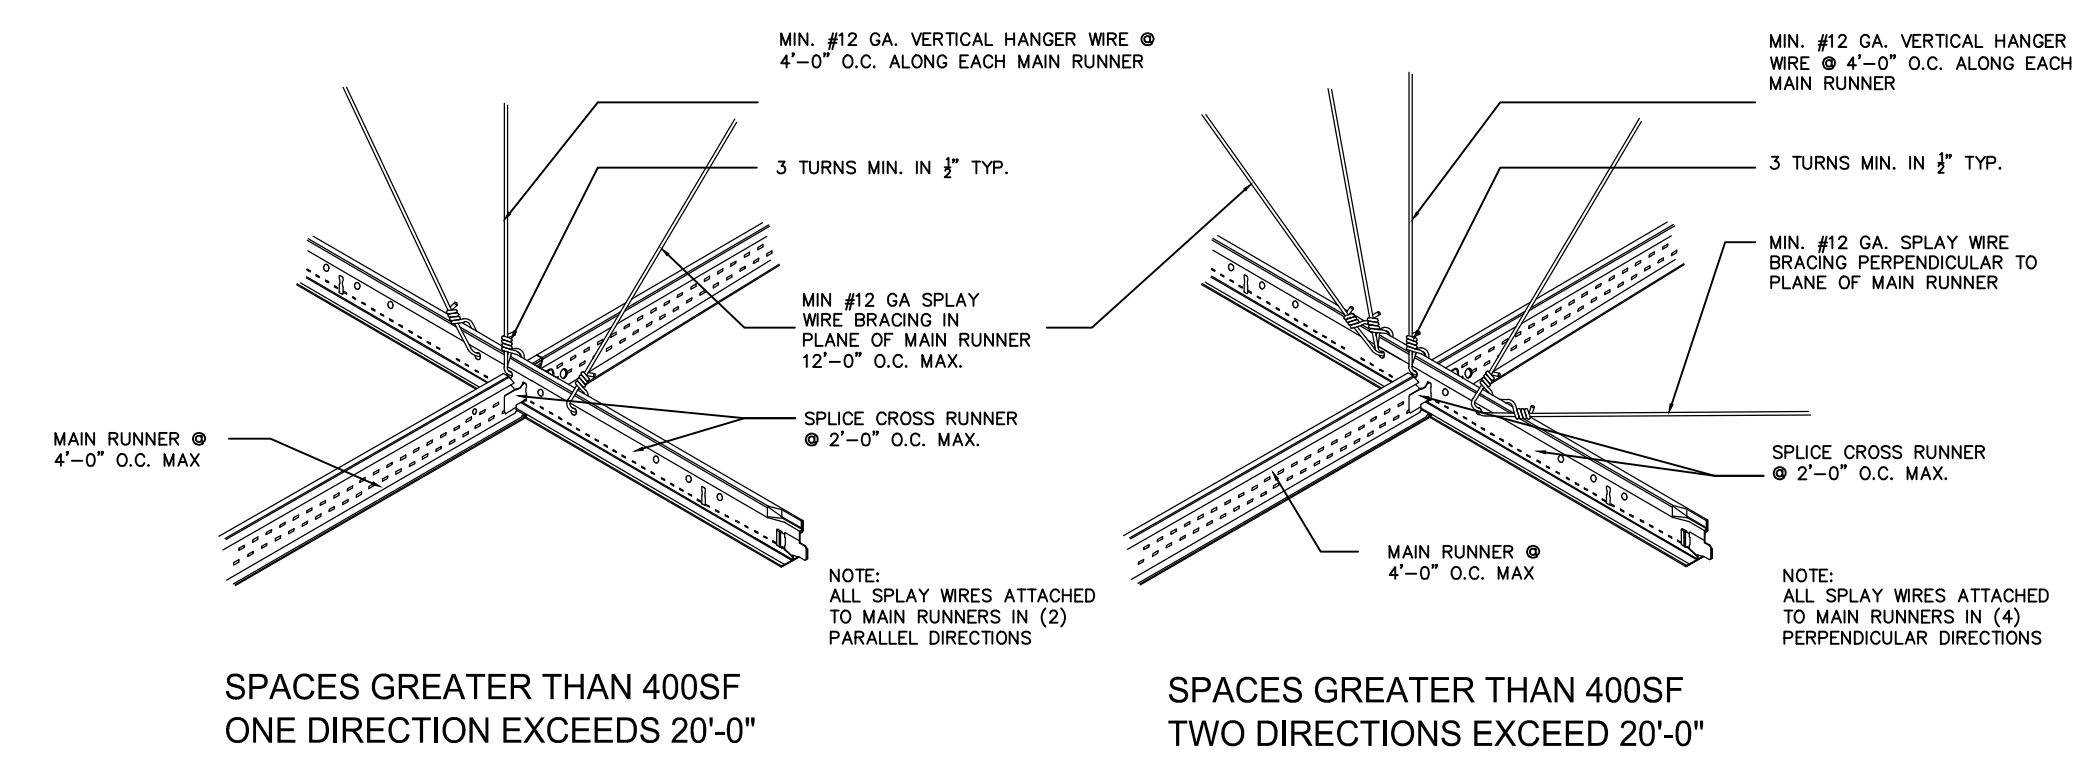 MIN. #12 GA. VERTICAL HANGER WIRE @
4'-0" O.C. ALONG EACH MAIN RUNNER
3 TURNS MIN. IN ½" TYP.
MIN #12 GA SPLAY
WIRE BRACING IN
PLANE OF MAIN RUNNER
12'-0" O.C. MAX.
SPLICE CROSS RUNNER
@ 2'-0" O.C. MAX.
MAIN RUNNER @
4'-0" O.C. MAX
NOTE:
ALL SPLAY WIRES ATTACHED
TO MAIN RUNNERS IN (2)
PARALLEL DIRECTIONS
SPACES GREATER THAN 400SF
ONE DIRECTION EXCEEDS 20'-0"
MIN. #12 GA. VERTICAL HANGER
WIRE @ 4'-0" O.C. ALONG EACH
MAIN RUNNER
3 TURNS MIN. IN ½" TYP.
MIN. #12 GA. SPLAY WIRE
BRACING PERPENDICULAR TO
PLANE OF MAIN RUNNER
SPLICE CROSS RUNNER
@ 2'-0" O.C. MAX.
MAIN RUNNER @
4'-0" O.C. MAX
NOTE:
ALL SPLAY WIRES ATTACHED
TO MAIN RUNNERS IN (4)
PERPENDICULAR DIRECTIONS
SPACES GREATER THAN 400SF
TWO DIRECTIONS EXCEED 20'-0"